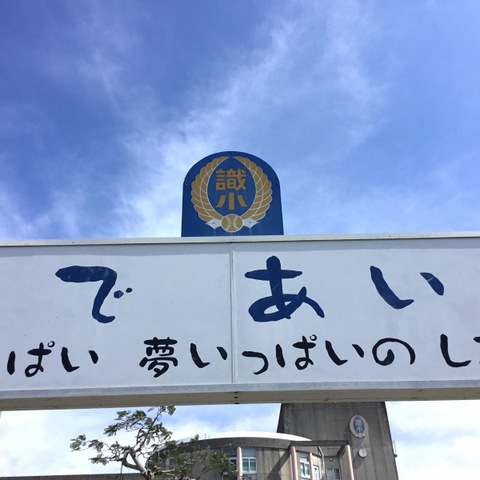 識
小
であい
ぱい 夢いっぱいの し